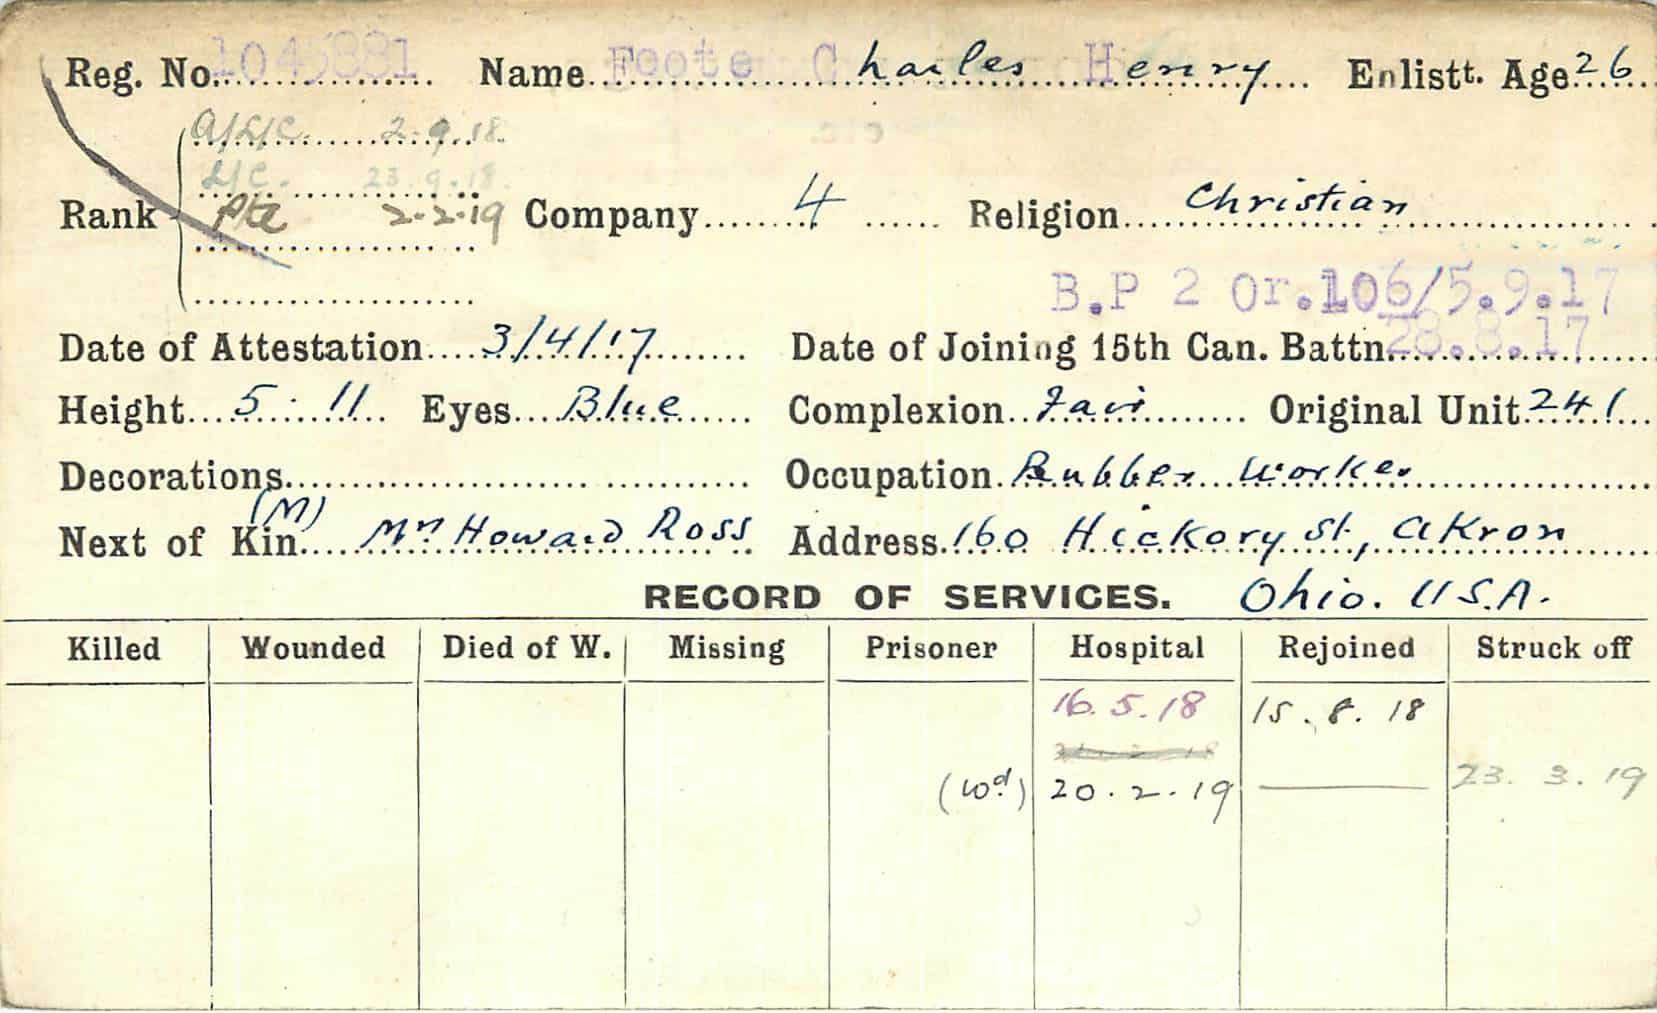 Reg. No. 1045881 Name Foote Charles Henry Enlistt. Age 26
A/L/C. 2.9.18.
L/C. 23.9.18.
Rank Pte 2.2.19 Company 4 Religion Christian
B.P 2 Or.106/5.9.17
Date of Attestation 3/4/17 Date of Joining 15th Can. Battn. 28.8.17
Height 5 . 11 Eyes Blue Complexion Fair Original Unit 241
Decorations Occupation Rubber Worker
(M)
Next of Kin Mrs Howard Ross Address 160 Hickory St, Akron
RECORD OF SERVICES. Ohio. U.S.A.
Killed Wounded Died of W. Missing Prisoner Hospital Rejoined Struck off
16.5.18 15.8.18
(wd) 20.2.19 23.3.19